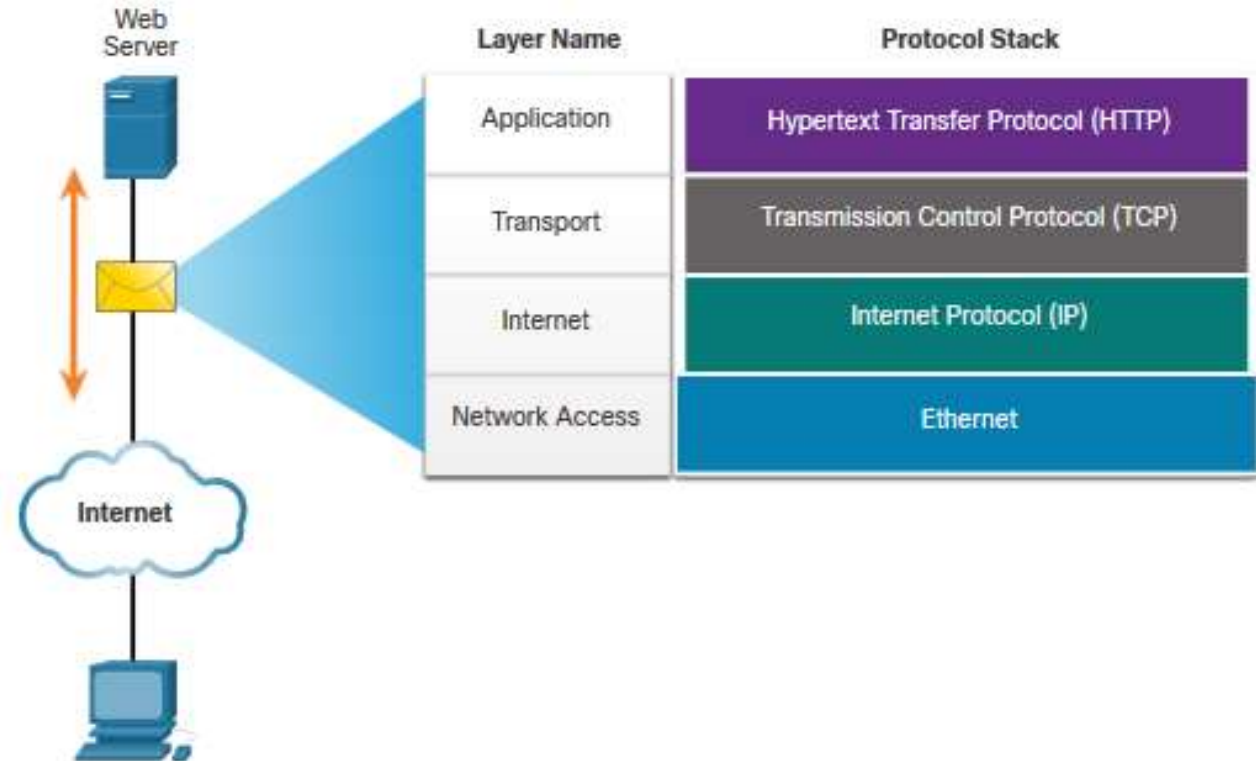 Web
Server
Layer Name
Protocol Stack
Application
Hypertext Transfer Protocol (HTTP)
Transport
Transmission Control Protocol (TCP)
Internet
Internet Protocol (IP)
Network Access
Ethernet
Internet